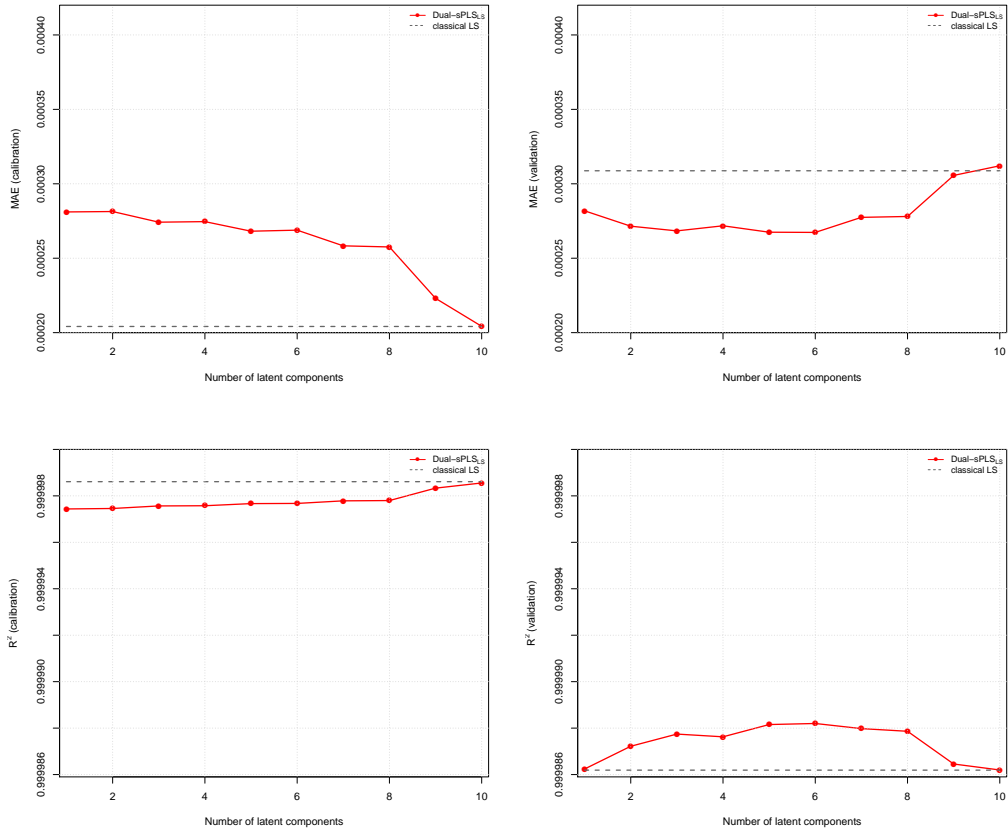 Dual−sPLS_LS
classical LS
MAE (calibration)
0.00040
0.00035
0.00030
0.00025
0.00020
2 4 6 8 10
Number of latent components
Dual−sPLS_LS
classical LS
MAE (validation)
0.00040
0.00035
0.00030
0.00025
0.00020
2 4 6 8 10
Number of latent components
Dual−sPLS_LS
classical LS
R² (calibration)
0.999988
0.999994
0.999990
0.999986
2 4 6 8 10
Number of latent components
Dual−sPLS_LS
classical LS
R² (validation)
0.999988
0.999994
0.999990
0.999986
2 4 6 8 10
Number of latent components